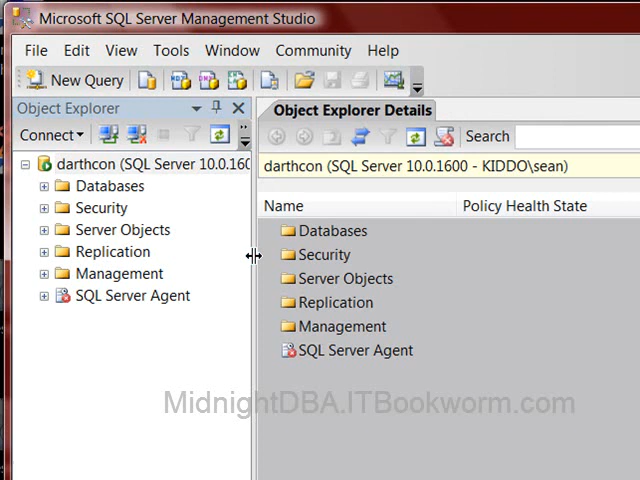 Microsoft SQL Server Management Studio
File Edit View Tools Window Community Help
New Query
Object Explorer
Connect
darthcon (SQL Server 10.0.160
Databases
Security
Server Objects
Replication
Management
SQL Server Agent
Object Explorer Details
Search
darthcon (SQL Server 10.0.1600 - KIDDO\sean)
Name Policy Health State
Databases
Security
Server Objects
Replication
Management
SQL Server Agent
MidnightDBA.ITBookworm.com